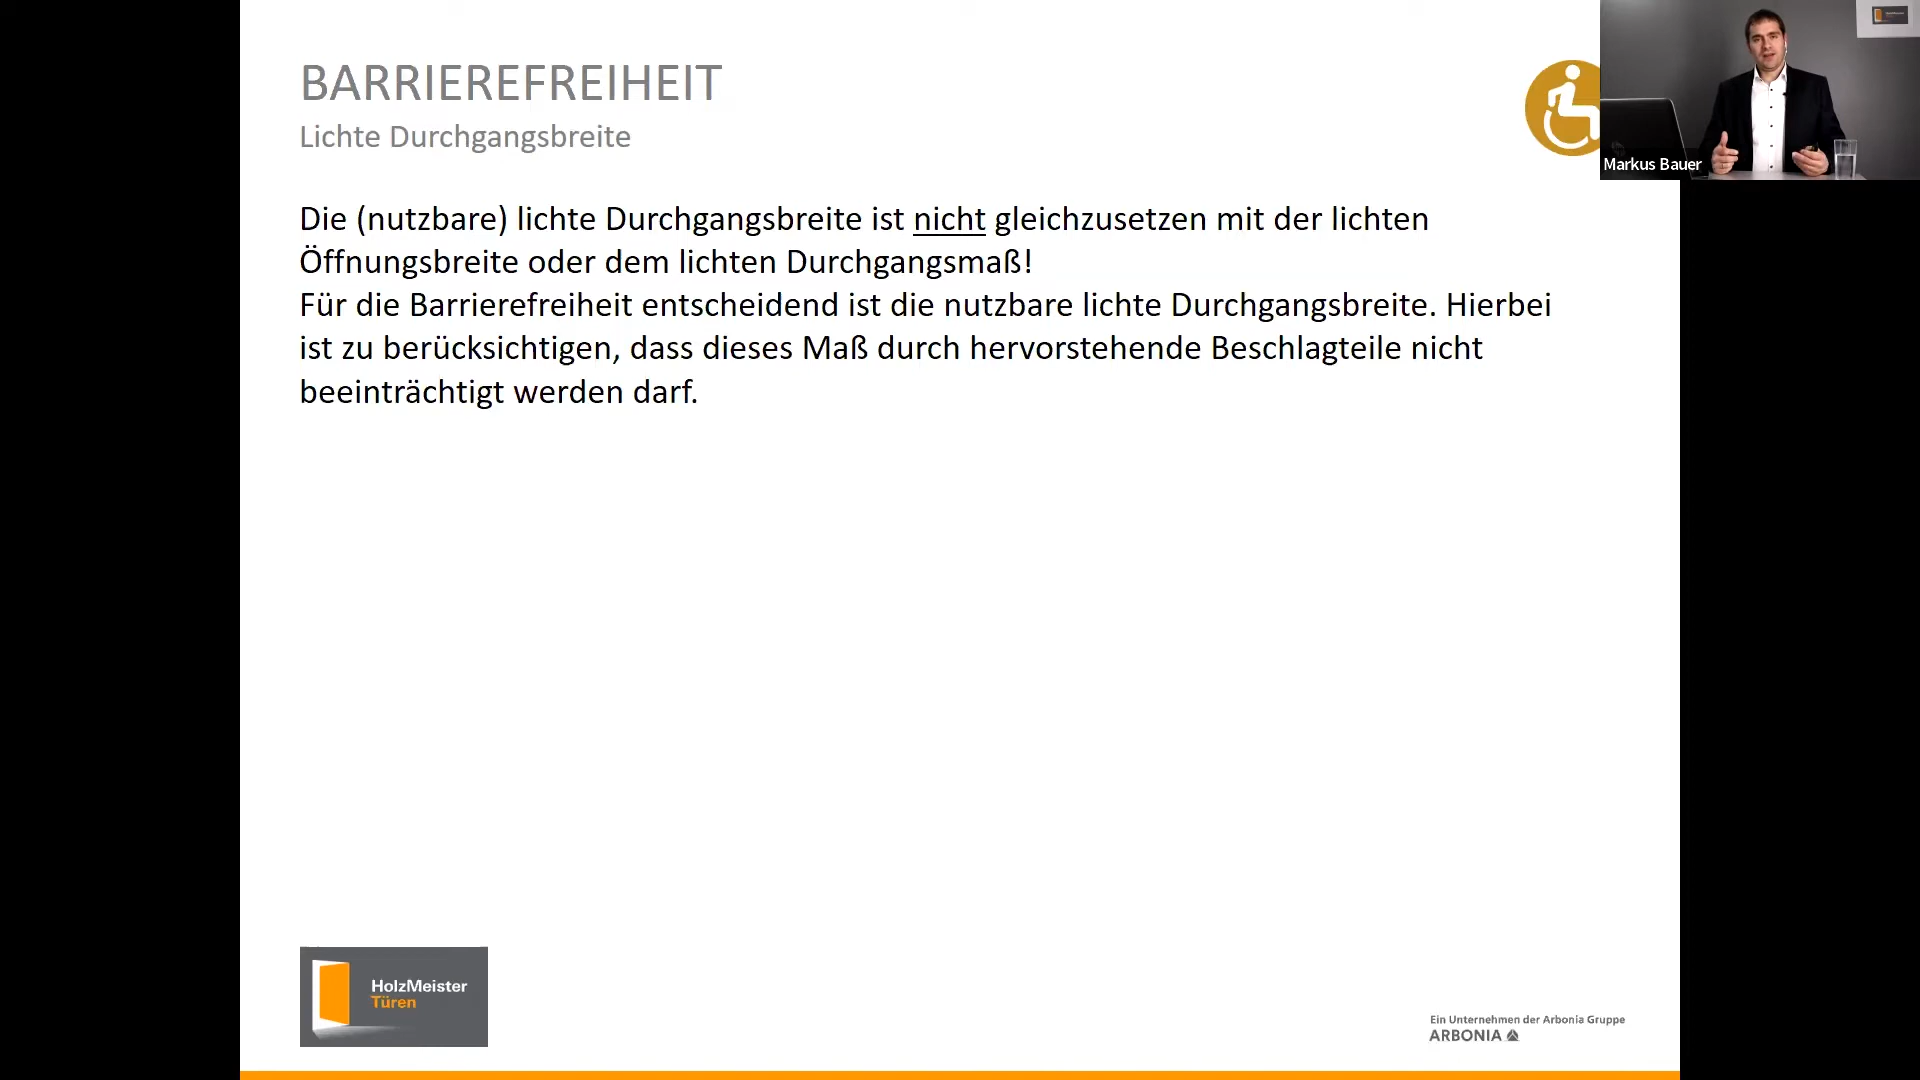 BARRIEREFREIHEIT
Lichte Durchgangsbreite
Markus Bauer
Die (nutzbare) lichte Durchgangsbreite ist nicht gleichzusetzen mit der lichten
Öffnungsbreite oder dem lichten Durchgangsmaß!
Für die Barrierefreiheit entscheidend ist die nutzbare lichte Durchgangsbreite. Hierbei
ist zu berücksichtigen, dass dieses Maß durch hervorstehende Beschlagteile nicht
beeinträchtigt werden darf.
HolzMeister
Türen
Ein Unternehmen der Arbonia Gruppe
ARBONIA